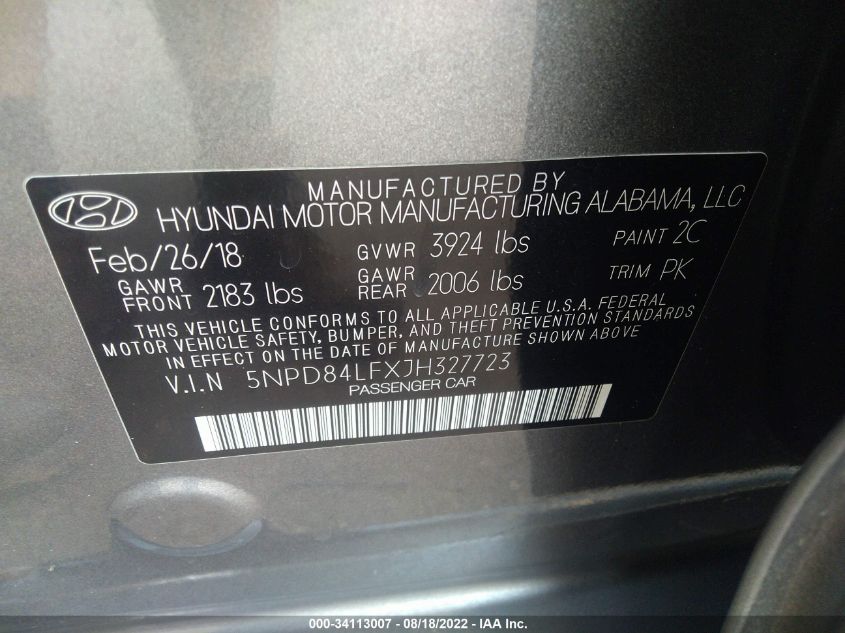 MANUFACTURED BY
HYUNDAI MOTOR MANUFACTURING ALABAMA, LLC
Feb/26/18 GVWR 3924 lbs PAINT 2C
GAWR FRONT 2183 lbs GAWR REAR 2006 lbs TRIM PK
THIS VEHICLE CONFORMS TO ALL APPLICABLE U.S.A. FEDERAL
MOTOR VEHICLE SAFETY, BUMPER, AND THEFT PREVENTION STANDARDS
IN EFFECT ON THE DATE OF MANUFACTURE SHOWN ABOVE
V.I.N 5NPD84LFXJH327723
PASSENGER CAR
000-34113007 - 08/18/2022 - IAA Inc.